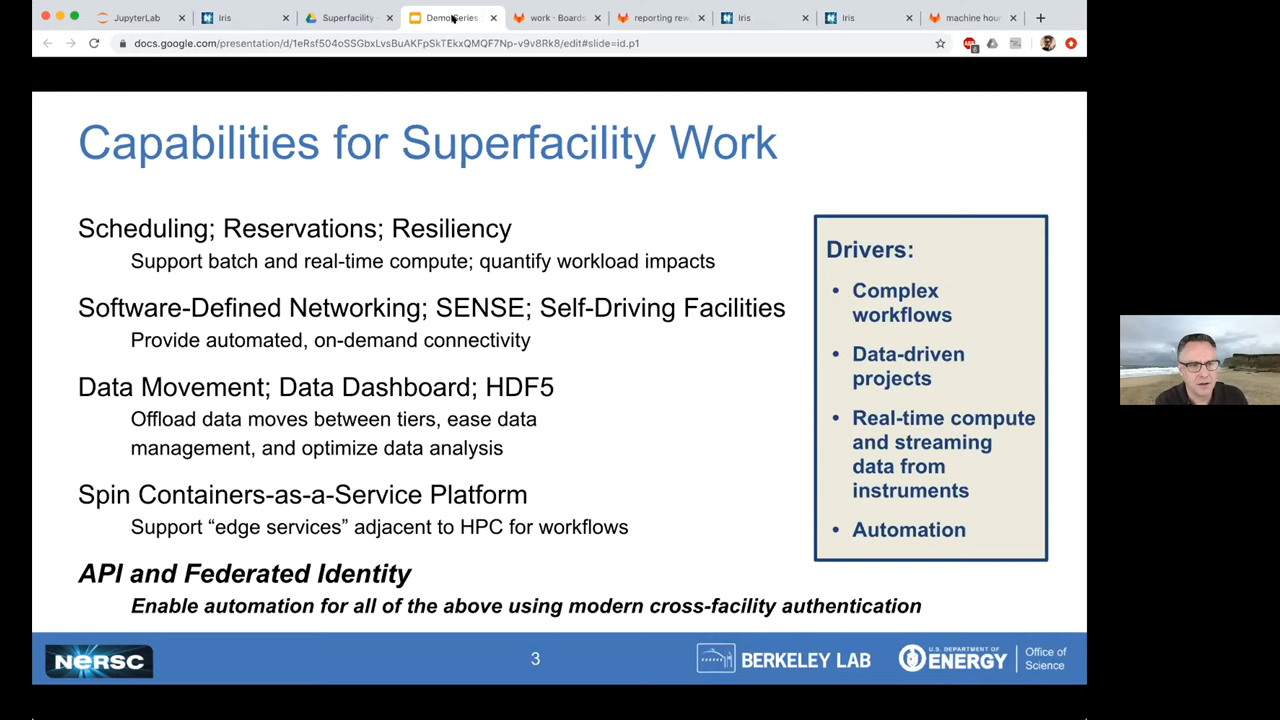 JupyterLab
Iris
Superfacility
Demo Series
work · Boards
reporting rew
Iris
Iris
machine hour
docs.google.com/presentation/d/1eRsf504oSSGbxLvsBuAKFpSkTEkxQMQF7Np-v9v8Rk8/edit#slide=id.p1
Capabilities for Superfacility Work
Scheduling; Reservations; Resiliency
Support batch and real-time compute; quantify workload impacts
Software-Defined Networking; SENSE; Self-Driving Facilities
Provide automated, on-demand connectivity
Data Movement; Data Dashboard; HDF5
Offload data moves between tiers, ease data
management, and optimize data analysis
Spin Containers-as-a-Service Platform
Support “edge services” adjacent to HPC for workflows
API and Federated Identity
Enable automation for all of the above using modern cross-facility authentication
Drivers:
• Complex
workflows
• Data-driven
projects
• Real-time compute
and streaming
data from
instruments
• Automation
NERSC
3
BERKELEY LAB
U.S. DEPARTMENT OF
ENERGY
Office of
Science